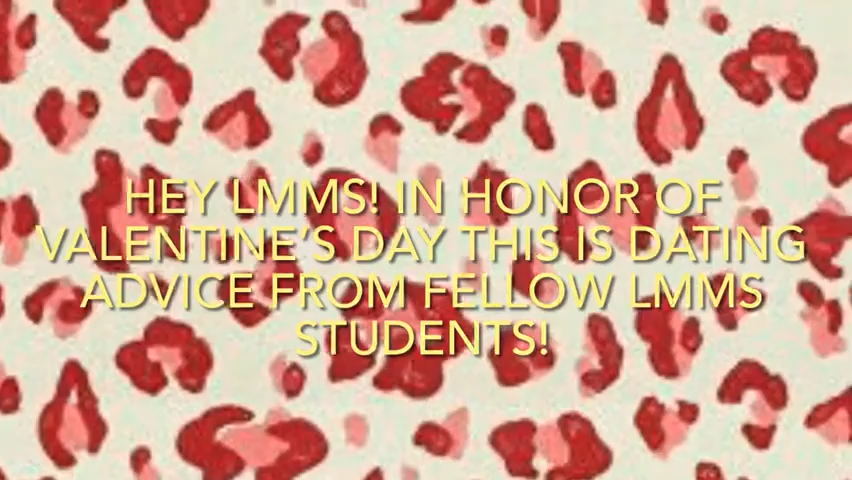 HEY LMMS! IN HONOR OF
VALENTINE'S DAY THIS IS DATING
ADVICE FROM FELLOW LMMS
STUDENTS!